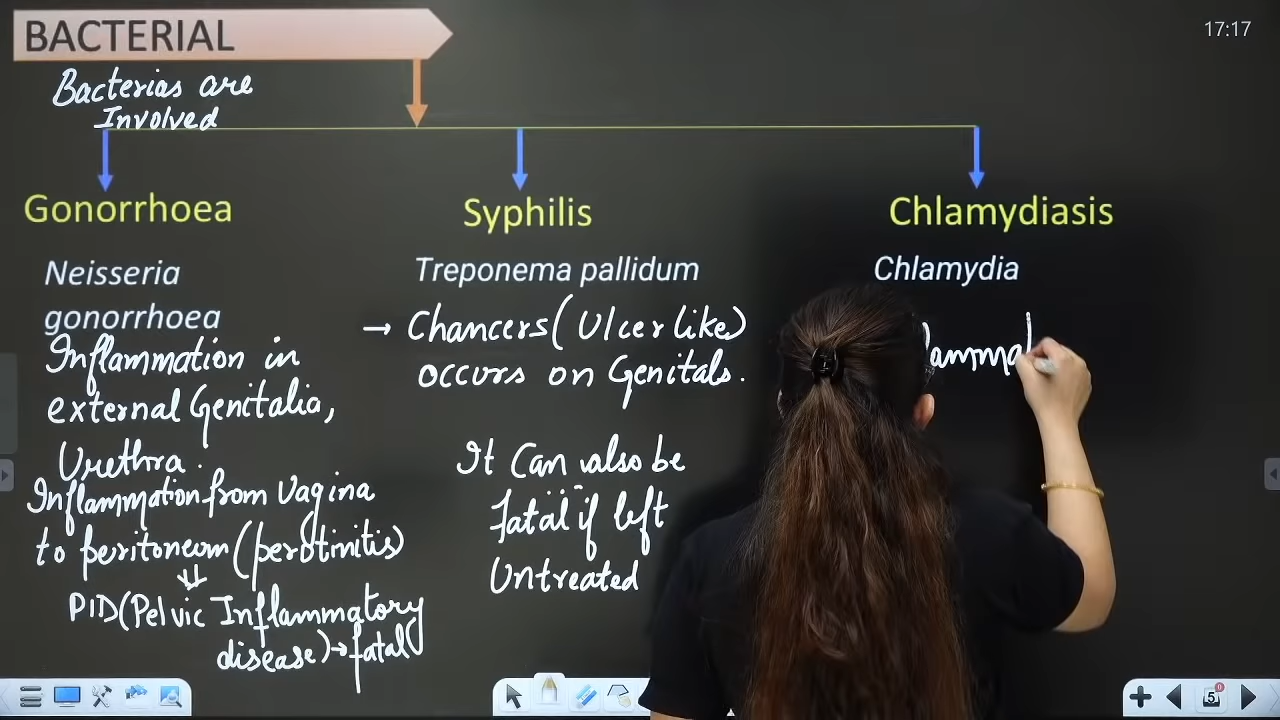 BACTERIAL
17:17
Bacterias are
Involved
Gonorrhoea
Neisseria
gonorrhoea
Inflammation in
external Genitalia,
Urethra.
Inflammation from Vagina
to peritoneum (perotinitis)
PID (Pelvic Inflammatory
disease) → fatal
Syphilis
Treponema pallidum
→ Chancers (Ulcer like)
occurs on Genitals.
It Can also be
Fatal if left
Untreated
Chlamydiasis
Chlamydia
5